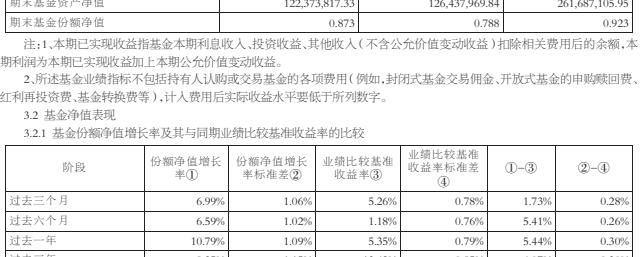 期末基金资产净值 122,373,817.33 126,437,969.84 261,687,105.95
期末基金份额净值 0.873 0.788 0.923
注:1、本期已实现收益指基金本期利息收入、投资收益、其他收入(不含公允价值变动收益)扣除相关费用后的余额,本
期利润为本期已实现收益加上本期公允价值变动收益。
2、所述基金业绩指标不包括持有人认购或交易基金的各项费用(例如,封闭式基金交易佣金、开放式基金的申购赎回费、
红利再投资费、基金转换费等),计入费用后实际收益水平要低于所列数字。
3.2 基金净值表现
3.2.1 基金份额净值增长率及其与同期业绩比较基准收益率的比较
阶段 份额净值增长率① 份额净值增长率标准差② 业绩比较基准收益率③ 业绩比较基准收益率标准差④ ①-③ ②-④
过去三个月 6.99% 1.06% 5.26% 0.78% 1.73% 0.28%
过去六个月 6.59% 1.02% 1.18% 0.76% 5.41% 0.26%
过去一年 10.79% 1.09% 5.35% 0.79% 5.44% 0.30%